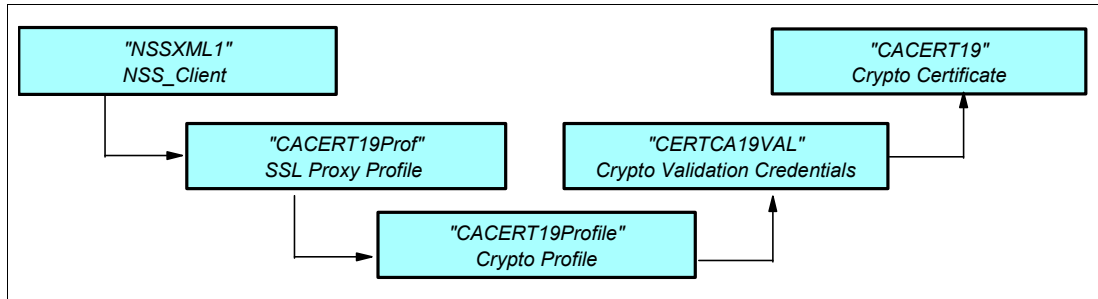 "NSSXML1"
NSS_Client
"CACERT19Prof"
SSL Proxy Profile
"CACERT19Profile"
Crypto Profile
"CERTCA19VAL"
Crypto Validation Credentials
"CACERT19"
Crypto Certificate